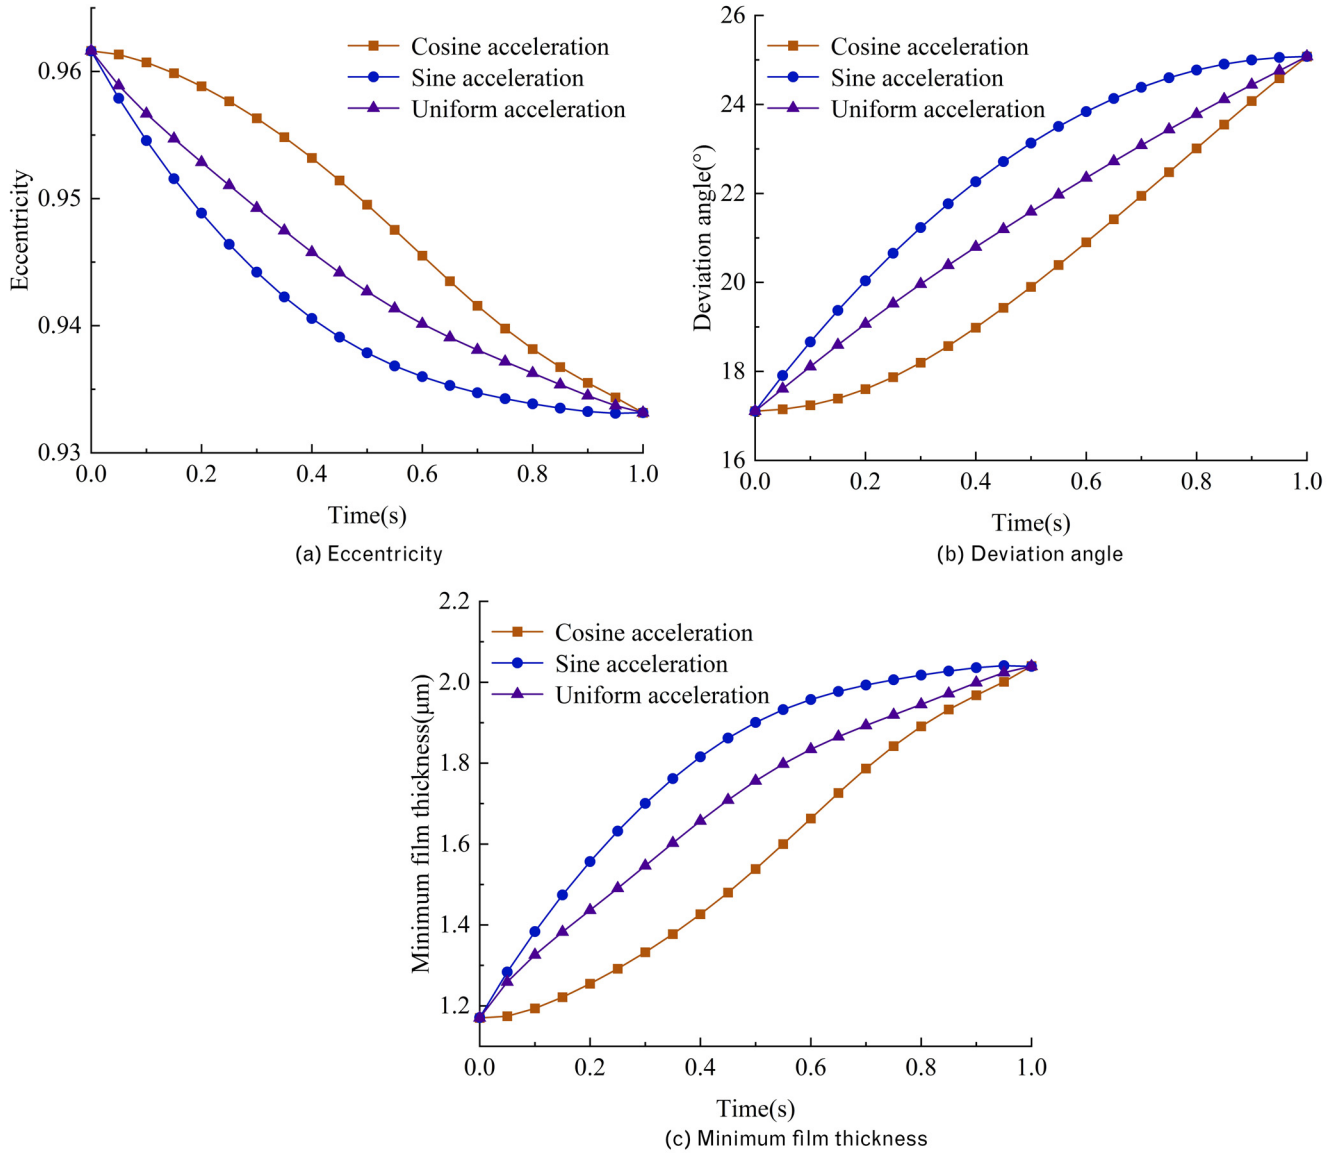 Cosine acceleration
Sine acceleration
Uniform acceleration
0.96
0.95
0.94
0.93
Eccentricity
0.0 0.2 0.4 0.6 0.8 1.0
Time(s)
(a) Eccentricity
26
24
22
20
18
16
Cosine acceleration
Sine acceleration
Uniform acceleration
Deviation angle(°)
0.0 0.2 0.4 0.6 0.8 1.0
Time(s)
(b) Deviation angle
2.2
2.0
1.8
1.6
1.4
1.2
Cosine acceleration
Sine acceleration
Uniform acceleration
Minimum film thickness(μm)
0.0 0.2 0.4 0.6 0.8 1.0
Time(s)
(c) Minimum film thickness